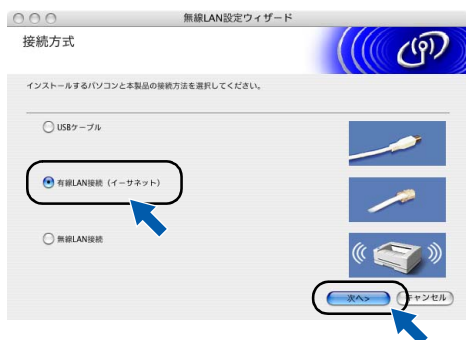 無線LAN設定ウィザード
接続方式
インストールするパソコンと本製品の接続方法を選択してください。
USBケーブル
有線LAN接続（イーサネット）
無線LAN接続
次へ>
キャンセル